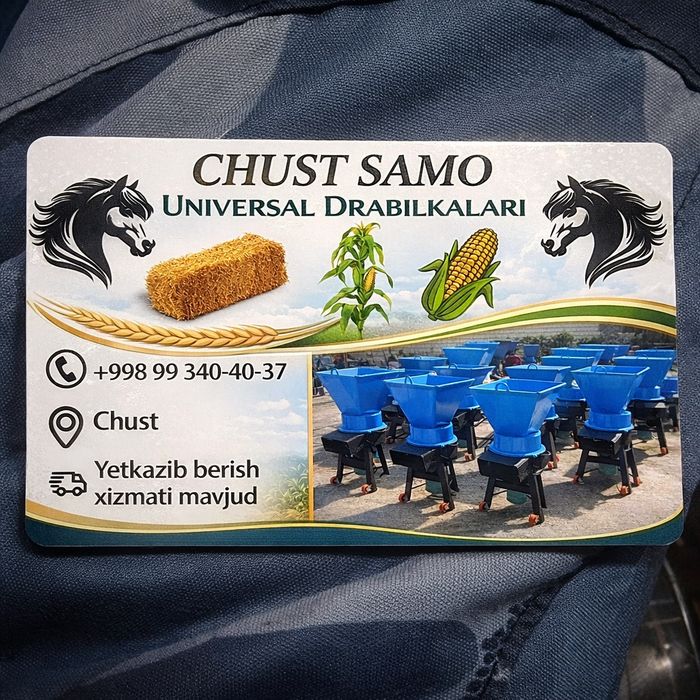 CHUST SAMO
UNIVERSAL DRABILKALARI
+998 99 340-40-37
Chust
Yetkazib berish
xizmati mavjud